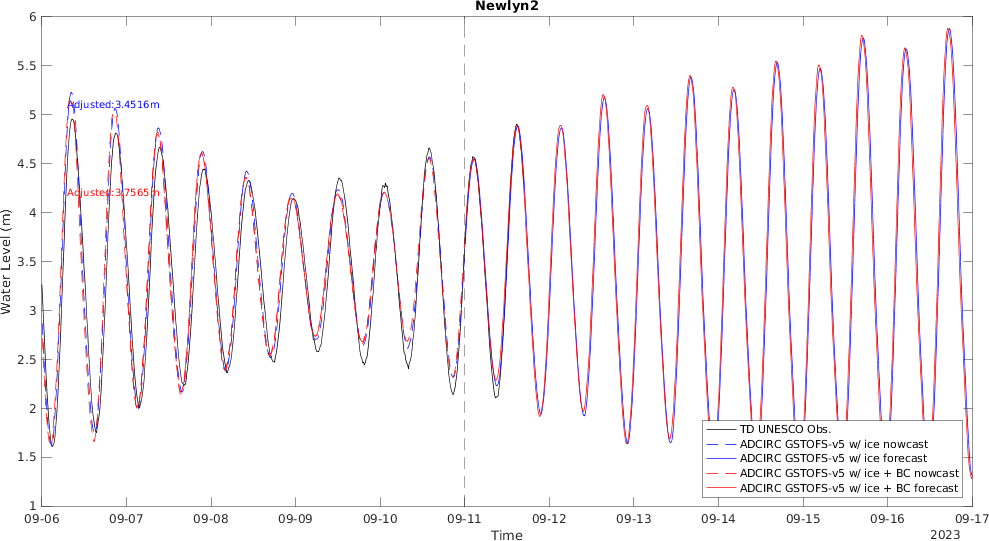 Newlyn2
6
5.5
5
4.5
4
3.5
3
2.5
2
1.5
1
Water Level (m)
Adjusted:3.4516m
Adjusted:3.7565m
TD UNESCO Obs.
ADCIRC GSTOFS-v5 w/ ice nowcast
ADCIRC GSTOFS-v5 w/ ice forecast
ADCIRC GSTOFS-v5 w/ ice + BC nowcast
ADCIRC GSTOFS-v5 w/ ice + BC forecast
09-06 09-07 09-08 09-09 09-10 09-11 09-12 09-13 09-14 09-15 09-16 09-17
Time
2023